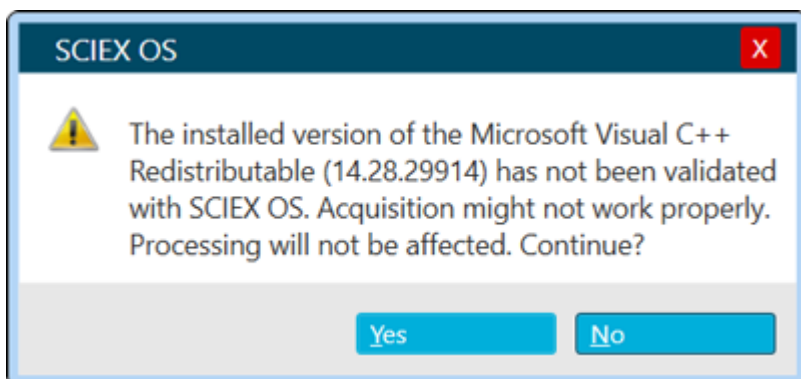 SCIEX OS
X
The installed version of the Microsoft Visual C++
Redistributable (14.28.29914) has not been validated
with SCIEX OS. Acquisition might not work properly.
Processing will not be affected. Continue?
Yes
No